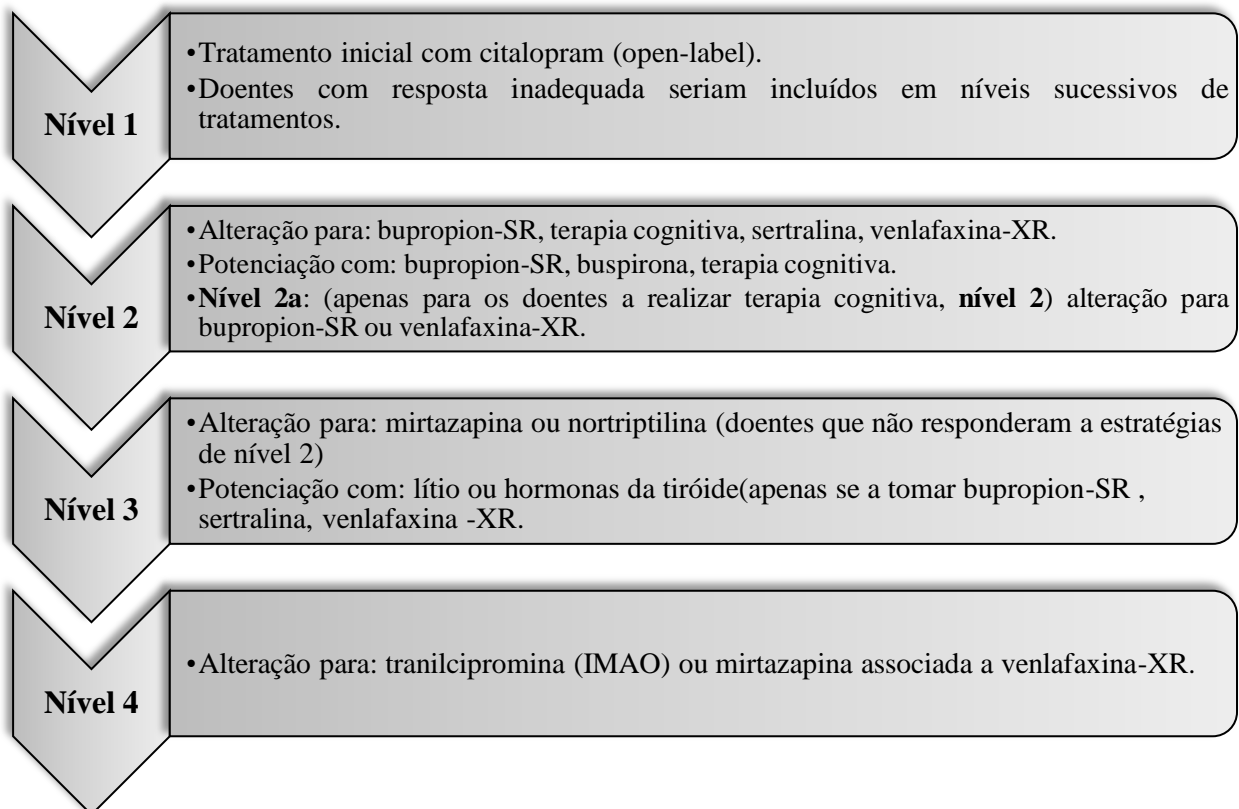 Nível 1
•Tratamento inicial com citalopram (open-label).
•Doentes com resposta inadequada seriam incluídos em níveis sucessivos de
tratamentos.
Nível 2
•Alteração para: bupropion-SR, terapia cognitiva, sertralina, venlafaxina-XR.
•Potenciação com: bupropion-SR, buspirona, terapia cognitiva.
•Nível 2a: (apenas para os doentes a realizar terapia cognitiva, nível 2) alteração para
bupropion-SR ou venlafaxina-XR.
Nível 3
•Alteração para: mirtazapina ou nortriptilina (doentes que não responderam a estratégias
de nível 2)
•Potenciação com: lítio ou hormonas da tiróide(apenas se a tomar bupropion-SR ,
sertralina, venlafaxina -XR.
Nível 4
•Alteração para: tranilcipromina (IMAO) ou mirtazapina associada a venlafaxina-XR.